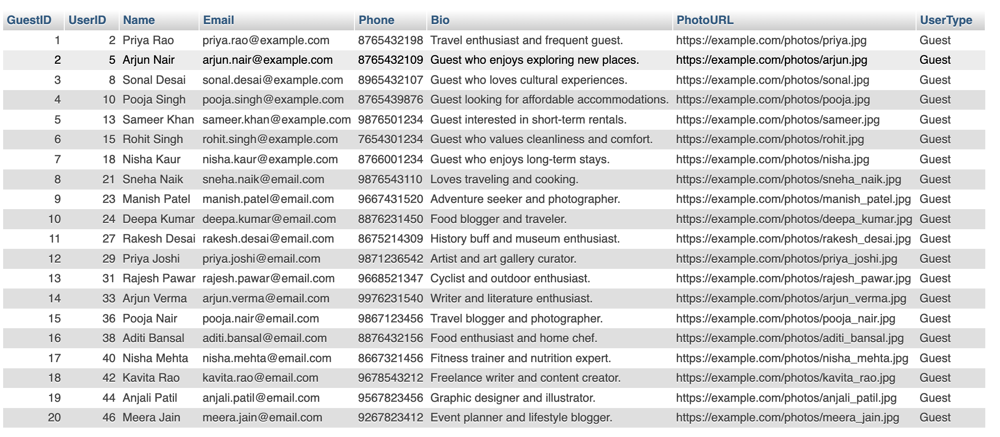 GuestID UserID Name Email Phone Bio PhotoURL UserType
1 2 Priya Rao priya.rao@example.com 8765432198 Travel enthusiast and frequent guest. https://example.com/photos/priya.jpg Guest
2 5 Arjun Nair arjun.nair@example.com 8765432109 Guest who enjoys exploring new places. https://example.com/photos/arjun.jpg Guest
3 8 Sonal Desai sonal.desai@example.com 8965432107 Guest who loves cultural experiences. https://example.com/photos/sonal.jpg Guest
4 10 Pooja Singh pooja.singh@example.com 8765439876 Guest looking for affordable accommodations. https://example.com/photos/pooja.jpg Guest
5 13 Sameer Khan sameer.khan@example.com 9876501234 Guest interested in short-term rentals. https://example.com/photos/sameer.jpg Guest
6 15 Rohit Singh rohit.singh@example.com 7654301234 Guest who values cleanliness and comfort. https://example.com/photos/rohit.jpg Guest
7 18 Nisha Kaur nisha.kaur@example.com 8766001234 Guest who enjoys long-term stays. https://example.com/photos/nisha.jpg Guest
8 21 Sneha Naik sneha.naik@email.com 9876543110 Loves traveling and cooking. https://example.com/photos/sneha_naik.jpg Guest
9 23 Manish Patel manish.patel@email.com 9667431520 Adventure seeker and photographer. https://example.com/photos/manish_patel.jpg Guest
10 24 Deepa Kumar deepa.kumar@email.com 8876231450 Food blogger and traveler. https://example.com/photos/deepa_kumar.jpg Guest
11 27 Rakesh Desai rakesh.desai@email.com 8675214309 History buff and museum enthusiast. https://example.com/photos/rakesh_desai.jpg Guest
12 29 Priya Joshi priya.joshi@email.com 9871236542 Artist and art gallery curator. https://example.com/photos/priya_joshi.jpg Guest
13 31 Rajesh Pawar rajesh.pawar@email.com 9668521347 Cyclist and outdoor enthusiast. https://example.com/photos/rajesh_pawar.jpg Guest
14 33 Arjun Verma arjun.verma@email.com 9976231540 Writer and literature enthusiast. https://example.com/photos/arjun_verma.jpg Guest
15 36 Pooja Nair pooja.nair@email.com 9867123456 Travel blogger and photographer. https://example.com/photos/pooja_nair.jpg Guest
16 38 Aditi Bansal aditi.bansal@email.com 8876432156 Food enthusiast and home chef. https://example.com/photos/aditi_bansal.jpg Guest
17 40 Nisha Mehta nisha.mehta@email.com 8667321456 Fitness trainer and nutrition expert. https://example.com/photos/nisha_mehta.jpg Guest
18 42 Kavita Rao kavita.rao@email.com 9678543212 Freelance writer and content creator. https://example.com/photos/kavita_rao.jpg Guest
19 44 Anjali Patil anjali.patil@email.com 9567823456 Graphic designer and illustrator. https://example.com/photos/anjali_patil.jpg Guest
20 46 Meera Jain meera.jain@email.com 9267823412 Event planner and lifestyle blogger. https://example.com/photos/meera_jain.jpg Guest